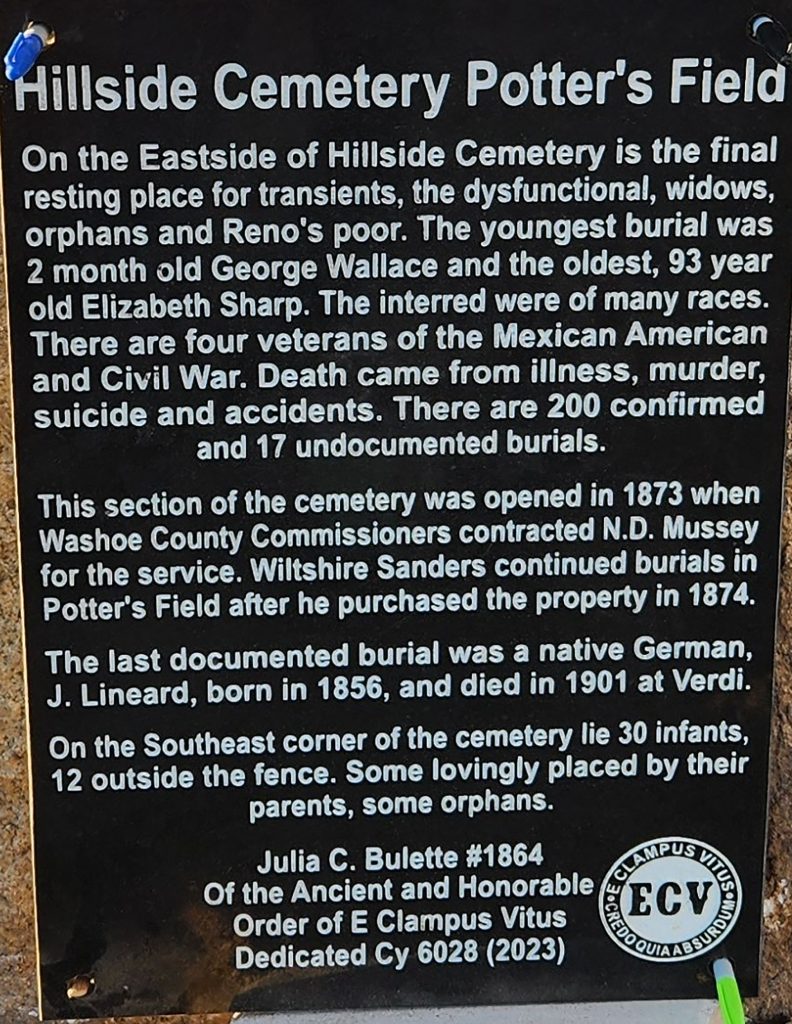 Hillside Cemetery Potter's Field
On the Eastside of Hillside Cemetery is the final
resting place for transients, the dysfunctional, widows,
orphans and Reno's poor. The youngest burial was
2 month old George Wallace and the oldest, 93 year
old Elizabeth Sharp. The interred were of many races.
There are four veterans of the Mexican American
and Civil War. Death came from illness, murder,
suicide and accidents. There are 200 confirmed
and 17 undocumented burials.
This section of the cemetery was opened in 1873 when
Washoe County Commissioners contracted N.D. Mussey
for the service. Wiltshire Sanders continued burials in
Potter's Field after he purchased the property in 1874.
The last documented burial was a native German,
J. Lineard, born in 1856, and died in 1901 at Verdi.
On the Southeast corner of the cemetery lie 30 infants,
12 outside the fence. Some lovingly placed by their
parents, some orphans.
Julia C. Bulette #1864
Of the Ancient and Honorable
Order of E Clampus Vitus
Dedicated Cy 6028 (2023)
E CLAMPUS VITUS
ECV
CREDO QUIA ABSURDUM